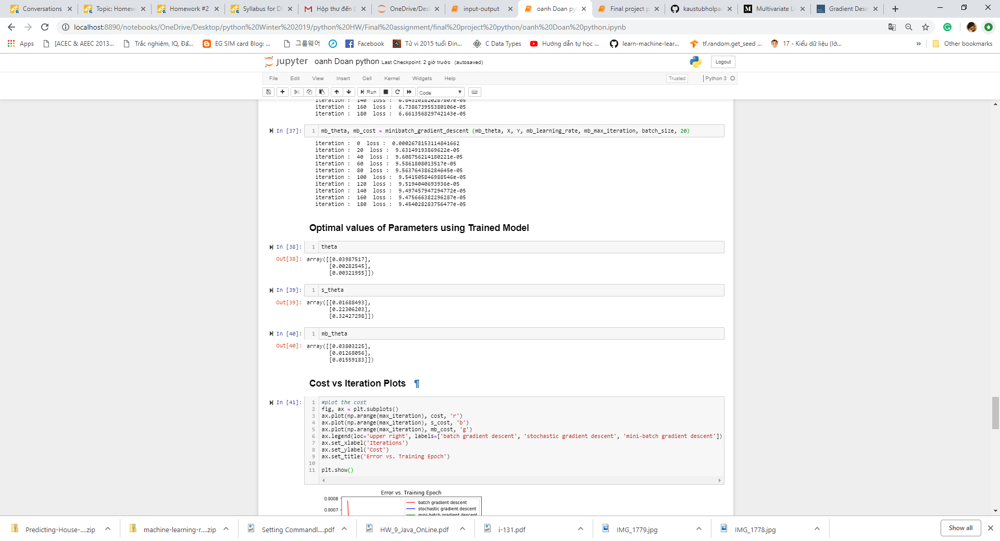 Conversations
Topic: Homew
Homework #2
Syllabus for DE
Hộp thư đến (
OneDrive/Desk
input-output
oanh Doan pyt
Final project p
kaustubholpad
Multivariate Li
Gradient Desc
localhost:8890/notebooks/OneDrive/Desktop/python%20Winter%202019/python%20HW/Final%20assignment/final%20project%20python/oanh%20Doan%20python.ipynb
Apps
[ACEC & AEEC 2013...
Trắc nghiệm, IQ, Đấ...
EG SIM card Blog: ...
그룹웨어
Facebook
Tử vi 2015 tuổi Đin...
C Data Types
Hướng dẫn tự học ...
learn-machine-lear...
tf.random.get_seed ...
17 - Kiểu dữ liệu (lớ...
»
Other bookmarks
jupyter oanh Doan python Last Checkpoint: 2 giờ trước (autosaved)
Logout
File Edit View Insert Cell Kernel Widgets Help
Trusted
Python 3
Run
Code
iteration :  140  loss :  6.843101820287807e-05
iteration :  160  loss :  6.738673955380106e-05
iteration :  180  loss :  6.661356829742143e-05
In [37]: 1 mb_theta, mb_cost = minibatch_gradient_descent (mb_theta, X, Y, mb_learning_rate, mb_max_iteration, batch_size, 20)
iteration :  0  loss :  0.0002678153114841662
iteration :  20  loss :  9.63149193869622e-05
iteration :  40  loss :  9.608756214180221e-05
iteration :  60  loss :  9.5861808013517e-05
iteration :  80  loss :  9.563764386284645e-05
iteration :  100  loss :  9.541505846988546e-05
iteration :  120  loss :  9.5194040693936e-05
iteration :  140  loss :  9.497457947294772e-05
iteration :  160  loss :  9.475666382296287e-05
iteration :  180  loss :  9.454028283756477e-05
Optimal values of Parameters using Trained Model
In [38]: 1 theta
Out[38]: array([[0.03987517],
[0.00282545],
[0.00321955]])
In [39]: 1 s_theta
Out[39]: array([[0.01688493],
[0.22306203],
[0.32427298]])
In [40]: 1 mb_theta
Out[40]: array([[0.03803225],
[0.01268056],
[0.01559183]])
Cost vs Iteration Plots ¶
In [41]: 1 #plot the cost
2 fig, ax = plt.subplots()
3 ax.plot(np.arange(max_iteration), cost, 'r')
4 ax.plot(np.arange(max_iteration), s_cost, 'b')
5 ax.plot(np.arange(max_iteration), mb_cost, 'g')
6 ax.legend(loc='upper right', labels=['batch gradient descent', 'stochastic gradient descent', 'mini-batch gradient descent'])
7 ax.set_xlabel('Iterations')
8 ax.set_ylabel('Cost')
9 ax.set_title('Error vs. Training Epoch')
10
11 plt.show()
Error vs. Training Epoch
0.0008
batch gradient descent
stochastic gradient descent
0.0007
mini-batch gradient descent
Predicting-House-....zip
machine-learning-r....zip
Setting Commandl....pdf
HW_9_Java_OnLine.pdf
i-131.pdf
IMG_1779.jpg
IMG_1778.jpg
Show all